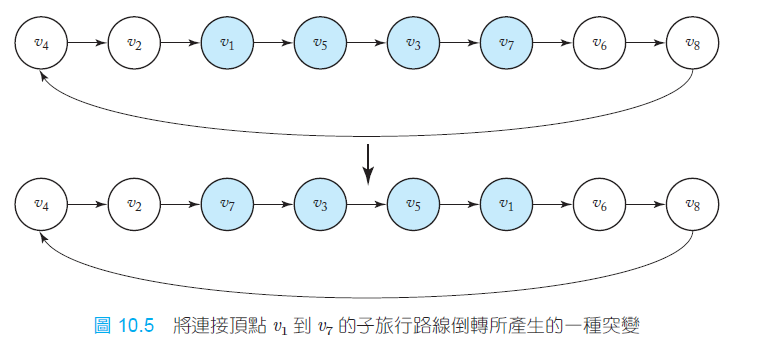 v4 v2 v1 v5 v3 v7 v6 v8
v4 v2 v7 v3 v5 v1 v6 v8
圖 10.5 將連接頂點 v1 到 v7 的子旅行路線倒轉所產生的一種突變